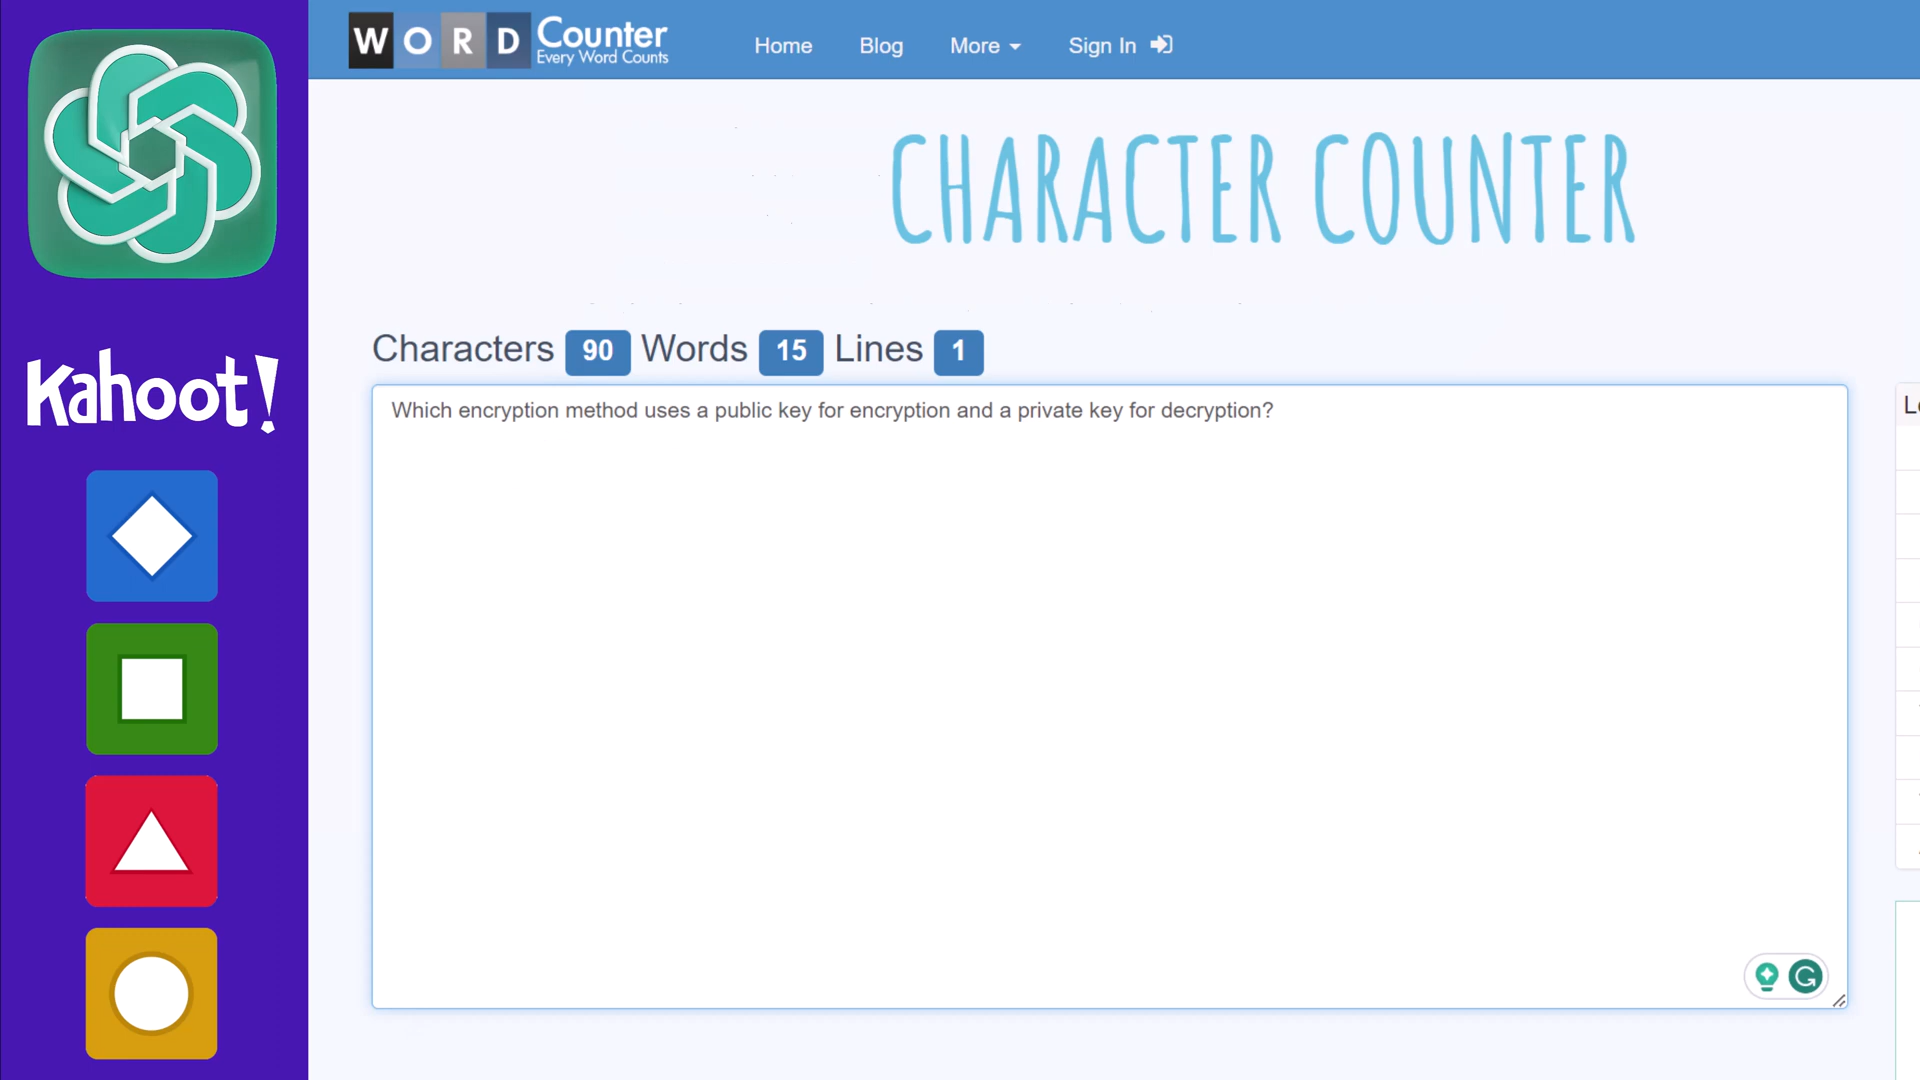 WORD Counter
Every Word Counts
Home
Blog
More
Sign In
CHARACTER COUNTER
Kahoot!
Characters 90 Words 15 Lines 1
Which encryption method uses a public key for encryption and a private key for decryption?